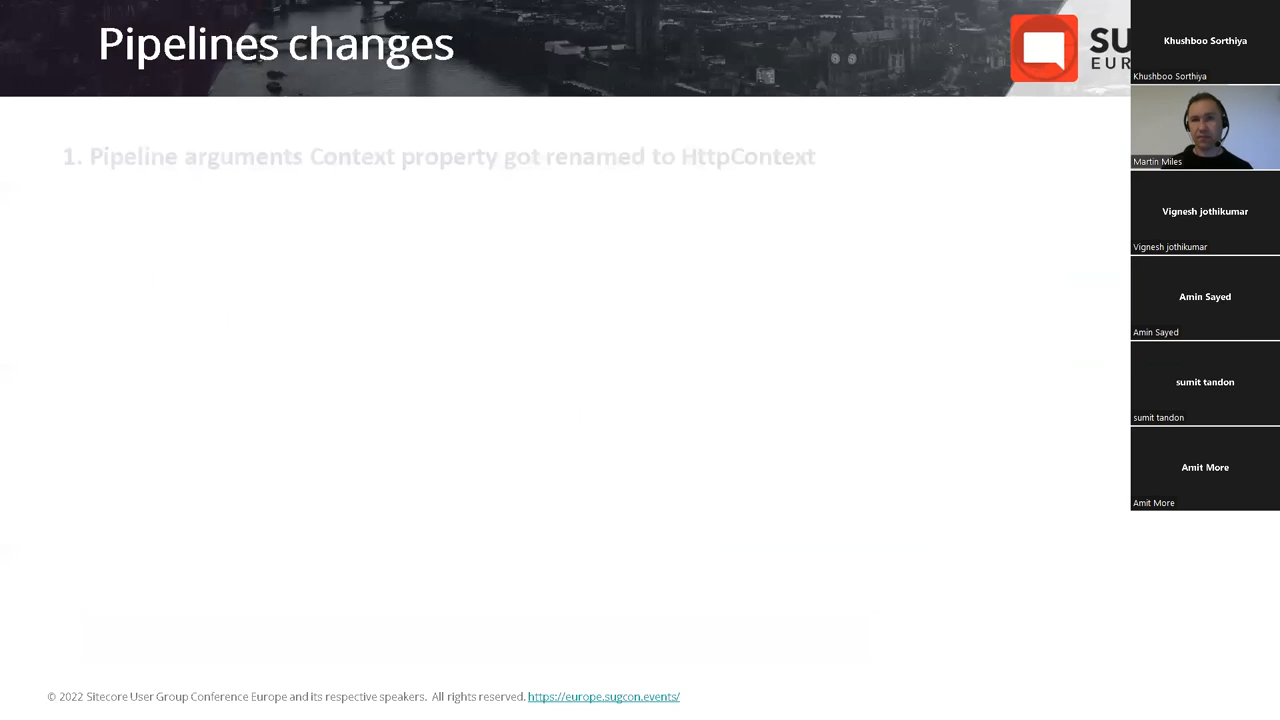 Pipelines changes
SU
EUR
1. Pipeline arguments Context property got renamed to HttpContext
Khushboo Sorthiya
Khushboo Sorthiya
Martin Miles
Vignesh jothikumar
Vignesh jothikumar
Amin Sayed
Amin Sayed
sumit tandon
sumit tandon
Amit More
Amit More
© 2022 Sitecore User Group Conference Europe and its respective speakers. All rights reserved. https://europe.sugcon.events/